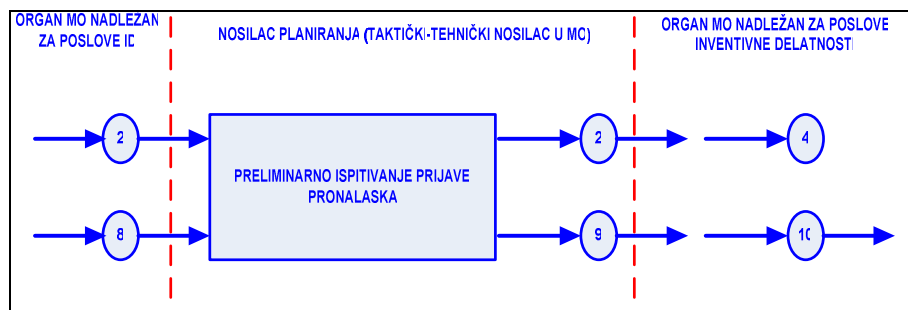 ORGAN MO NADLEŽAN
ZA POSLOVE ID
NOSILAC PLANIRANJA (TAKTIČKI-TEHNIČKI NOSILAC U MO)
ORGAN MO NADLEŽAN ZA POSLOVE
INVENTIVNE DELATNOSTI
2
2
4
PRELIMINARNO ISPITIVANJE PRIJAVE
PRONALASKA
8
9
10